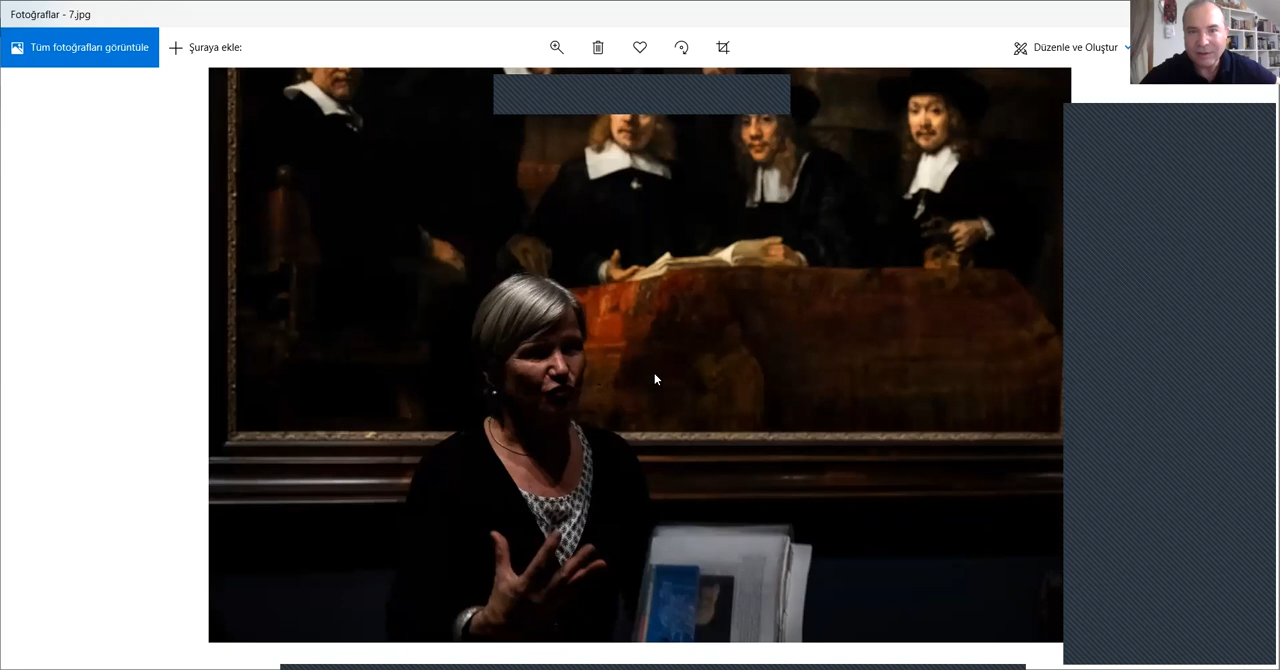 Fotoğraflar - 7.jpg
Tüm fotoğrafları görüntüle
Şuraya ekle:
Düzenle ve Oluştur